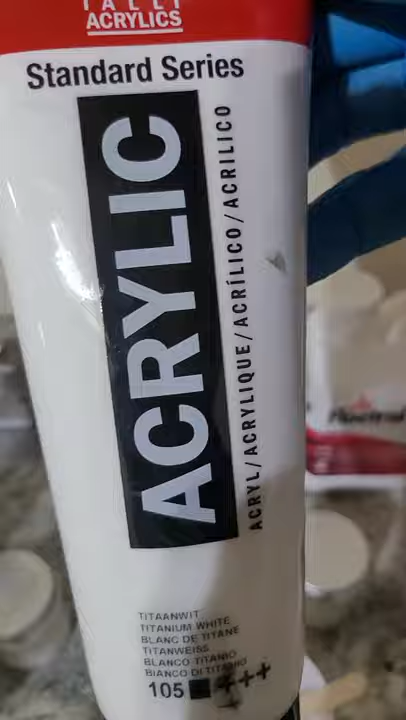 ACRYLICS
Standard Series
ACRYLIC
ACRYL/ACRYLIQUE/ACRÍLICO/ACRILICO
TITAANWIT
TITANIUM WHITE
BLANC DE TITANE
TITANWEISS
BLANCO TITANIO
BIANCO DI TITANIO
105 +++